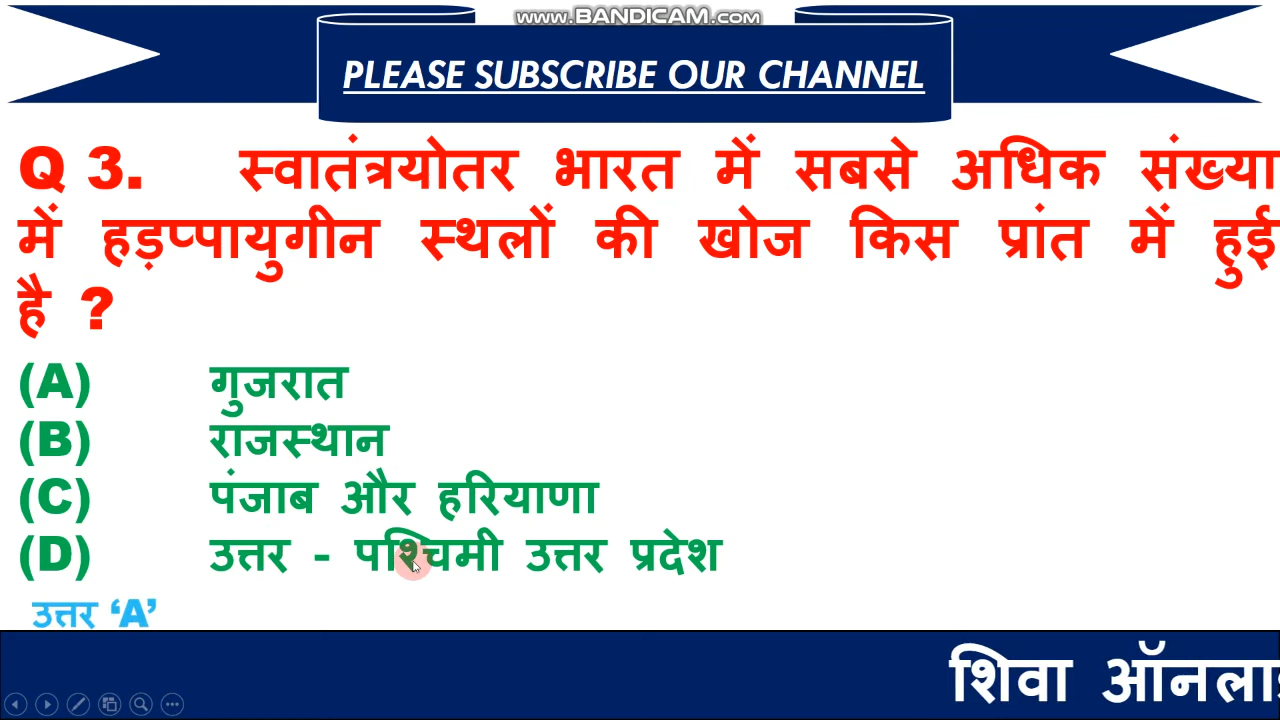 www.BANDICAM.com
PLEASE SUBSCRIBE OUR CHANNEL
Q 3. स्वातंत्रयोतर भारत में सबसे अधिक संख्या
में हड़प्पायुगीन स्थलों की खोज किस प्रांत में हुई
है ?
(A) गुजरात
(B) राजस्थान
(C) पंजाब और हरियाणा
(D) उत्तर - पश्चिमी उत्तर प्रदेश
उत्तर ‘A’
शिवा ऑनला